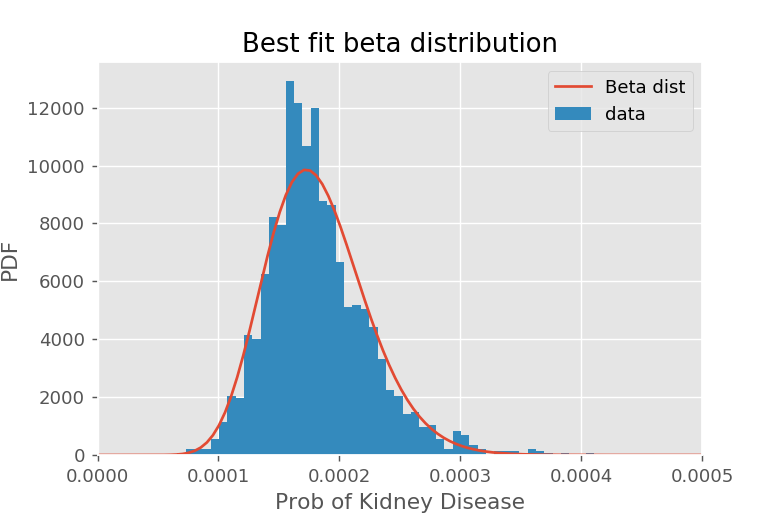 Best fit beta distribution
Beta dist
data
12000
10000
8000
6000
4000
2000
0
PDF
0.0000 0.0001 0.0002 0.0003 0.0004 0.0005
Prob of Kidney Disease